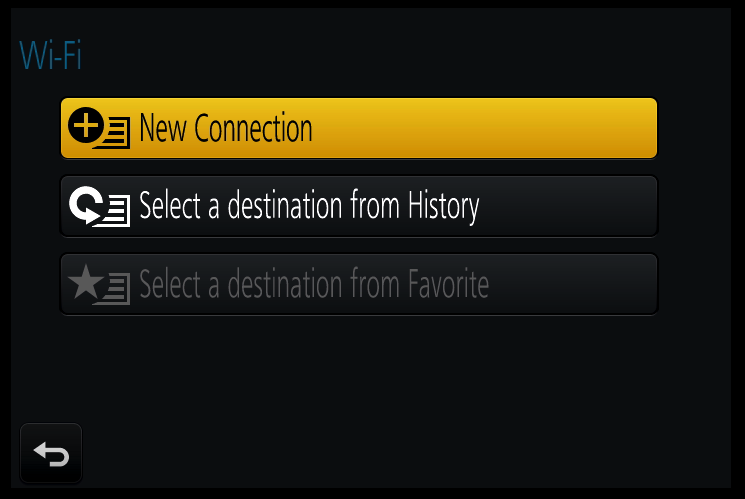 Wi-Fi
New Connection
Select a destination from History
Select a destination from Favorite